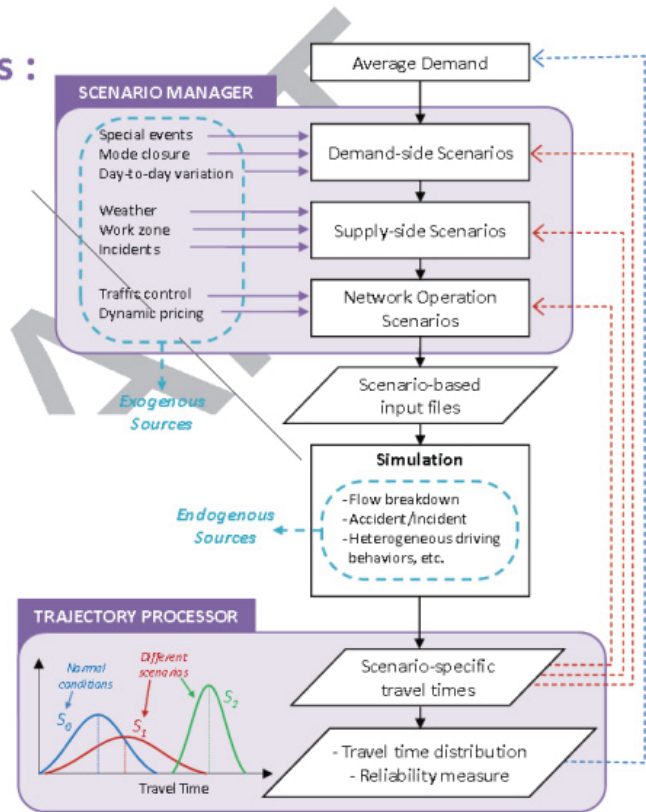 s :
Average Demand
SCENARIO MANAGER
Special events
Mode closure
Day-to-day variation
Demand-side Scenarios
Weather
Work zone
Incidents
Supply-side Scenarios
Traffic control
Dynamic pricing
Network Operation
Scenarios
Exogenous
Sources
Scenario-based
input files
Simulation
- Flow breakdown
- Accident/Incident
- Heterogeneous driving
behaviors, etc.
Endogenous
Sources
TRAJECTORY PROCESSOR
Normal
conditions
Different
scenarios
S0
S1
S2
Travel Time
Scenario-specific
travel times
- Travel time distribution
- Reliability measure